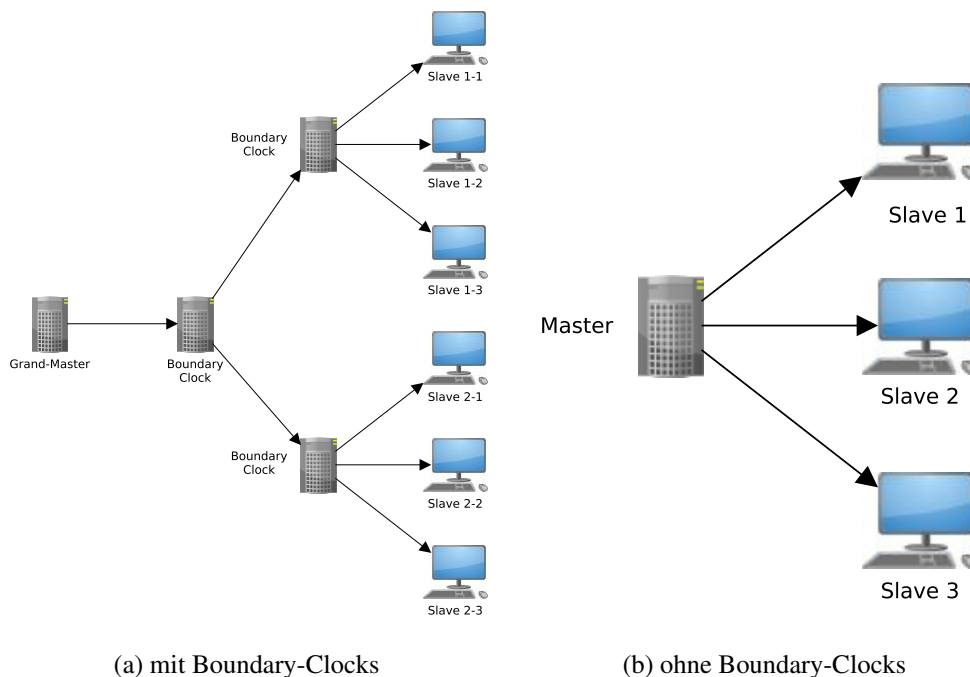 Slave 1-1
Boundary
Clock
Slave 1-2
Slave 1-3
Grand-Master
Boundary
Clock
Slave 2-1
Boundary
Clock
Slave 2-2
Slave 2-3
(a) mit Boundary-Clocks
Slave 1
Master
Slave 2
Slave 3
(b) ohne Boundary-Clocks